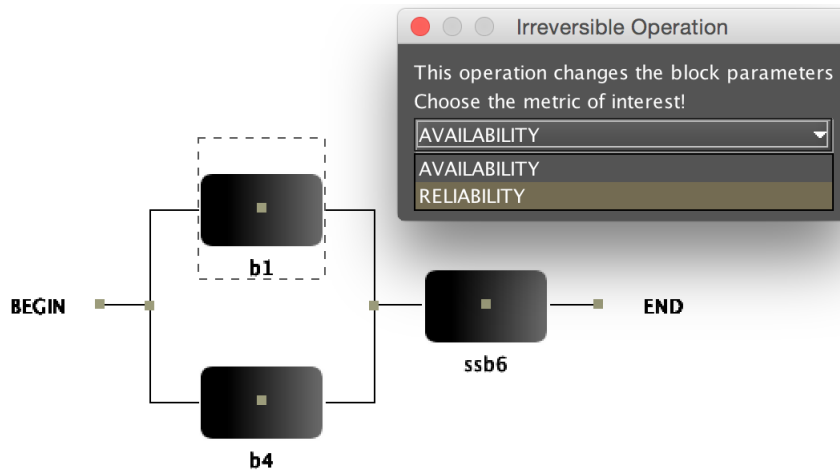 Irreversible Operation
This operation changes the block parameters
Choose the metric of interest!
AVAILABILITY
AVAILABILITY
RELIABILITY
b1
BEGIN
END
ssb6
b4